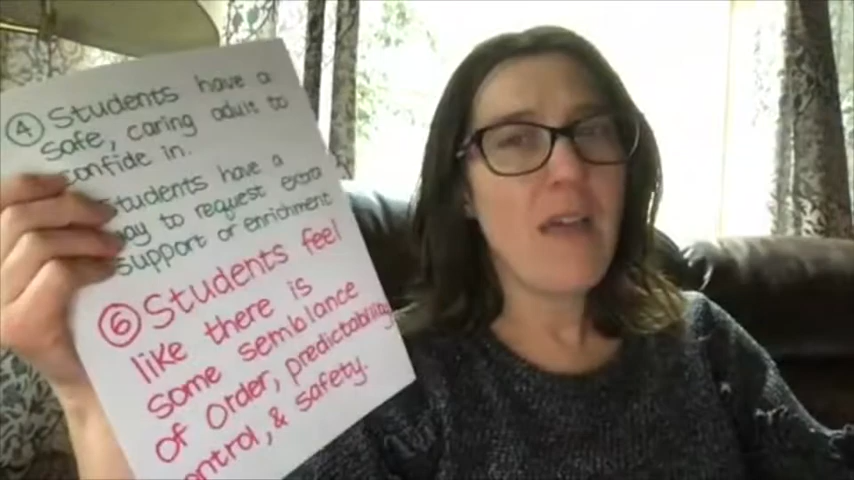 ④ Students have a
safe, caring adult to
confide in.
Students have a
way to request extra
support or enrichment
⑥ Students feel
like there is
some semblance
of order, predictability,
control, & safety.